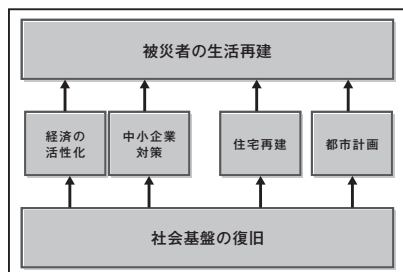 被災者の生活再建
経済の
活性化
中小企業
対策
住宅再建
都市計画
社会基盤の復旧